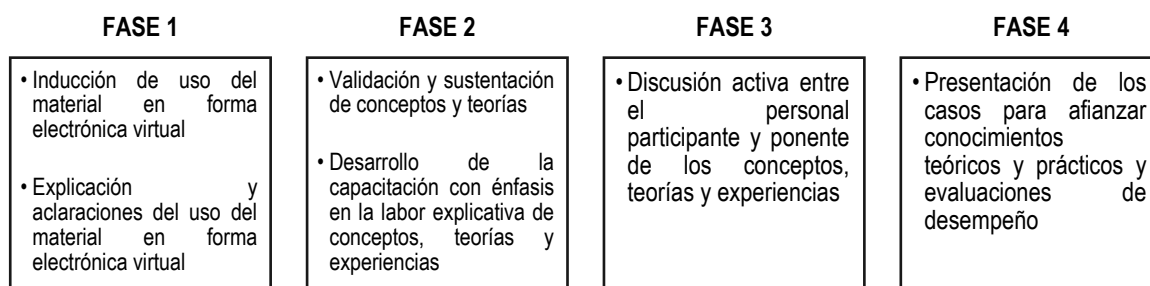 FASE 1
• Inducción de uso del
material en forma
electrónica virtual
• Explicación y
aclaraciones del uso del
material en forma
electrónica virtual
FASE 2
• Validación y sustentación
de conceptos y teorías
• Desarrollo de la
capacitación con énfasis
en la labor explicativa de
conceptos, teorías y
experiencias
FASE 3
• Discusión activa entre
el personal
participante y ponente
de los conceptos,
teorías y experiencias
FASE 4
• Presentación de los
casos para afianzar
conocimientos
teóricos y prácticos y
evaluaciones de
desempeño